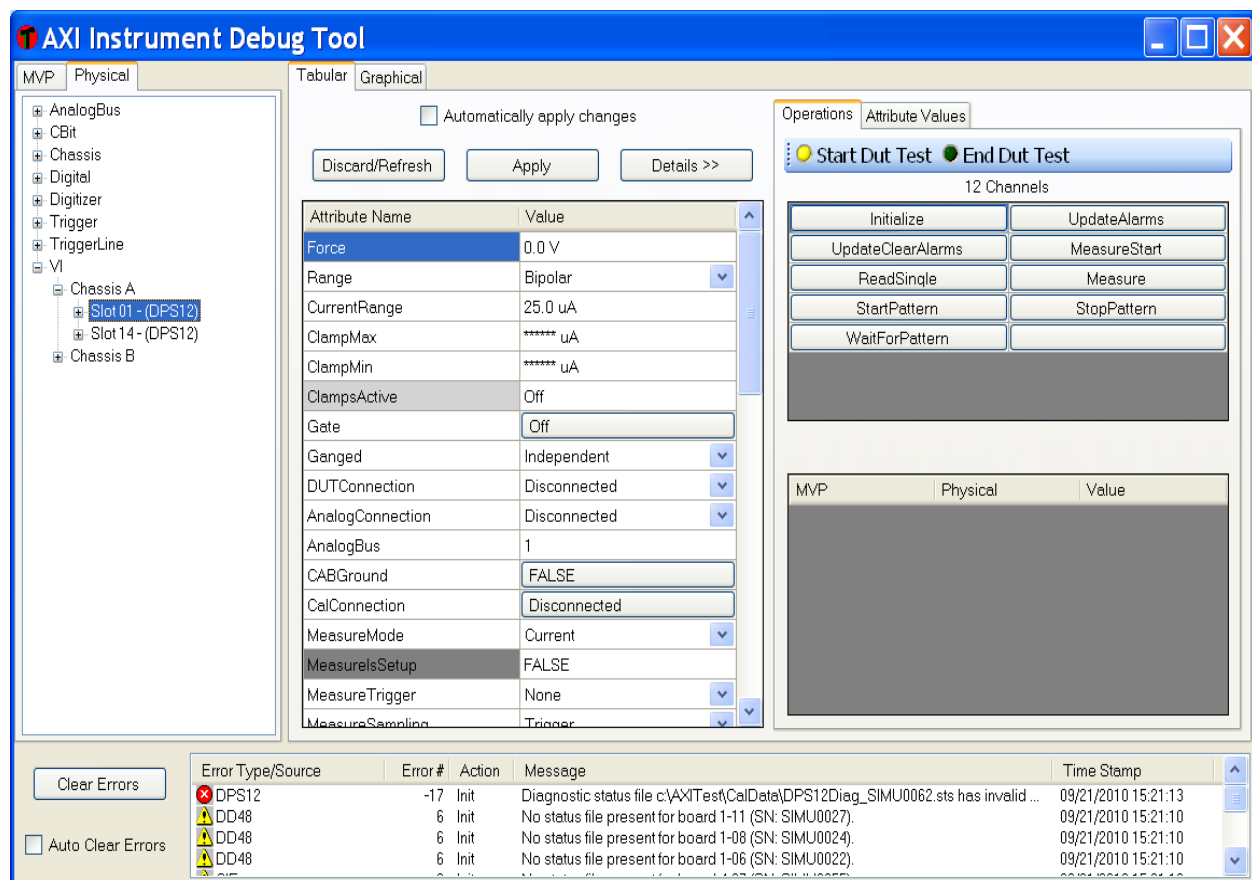 AXI Instrument Debug Tool
MVP Physical
Tabular Graphical
AnalogBus
CBit
Chassis
Digital
Digitizer
Trigger
TriggerLine
VI
Chassis A
Slot 01 - (DPS12)
Slot 14 - (DPS12)
Chassis B
Automatically apply changes
Discard/Refresh Apply Details >>
Attribute Name Value
Force 0.0 V
Range Bipolar
CurrentRange 25.0 uA
ClampMax ****** uA
ClampMin ****** uA
ClampsActive Off
Gate Off
Ganged Independent
DUTConnection Disconnected
AnalogConnection Disconnected
AnalogBus 1
CABGround FALSE
CalConnection Disconnected
MeasureMode Current
MeasureIsSetup FALSE
MeasureTrigger None
MeasureSampling Trigger
Operations Attribute Values
Start Dut Test End Dut Test
12 Channels
Initialize UpdateAlarms
UpdateClearAlarms MeasureStart
ReadSingle Measure
StartPattern StopPattern
WaitForPattern
MVP Physical Value
Clear Errors
Auto Clear Errors
Error Type/Source Error # Action Message Time Stamp
DPS12 -17 Init Diagnostic status file c:\AXITest\CalData\DPS12Diag_SIMU0062.sts has invalid ... 09/21/2010 15:21:13
DD48 6 Init No status file present for board 1-11 (SN: SIMU0027). 09/21/2010 15:21:10
DD48 6 Init No status file present for board 1-08 (SN: SIMU0024). 09/21/2010 15:21:10
DD48 6 Init No status file present for board 1-06 (SN: SIMU0022). 09/21/2010 15:21:10